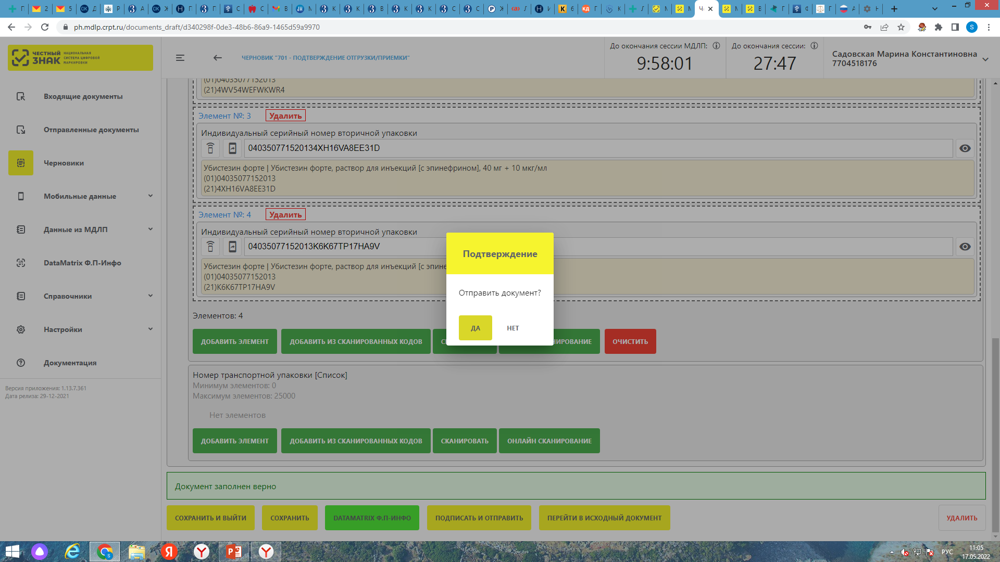 ph.mdlp.crpt.ru/documents_draft/d340298f-0de3-48b6-86a9-1465d59a9970
ЧЕСТНЫЙ ЗНАК
НАЦИОНАЛЬНАЯ СИСТЕМА ЦИФРОВОЙ МАРКИРОВКИ
ЧЕРНОВИК "701 - ПОДТВЕРЖДЕНИЕ ОТГРУЗКИ/ПРИЕМКИ"
До окончания сессии МДЛП:
9:58:01
До окончания сессии:
27:47
Садовская Марина Константиновна
7704518176
Входящие документы
Отправленные документы
Черновики
Мобильные данные
Данные из МДЛП
DataMatrix Ф.П-Инфо
Справочники
Настройки
Документация
Версия приложения: 1.13.7.361
Дата релиза: 29-12-2021
(01)04035077152013
(21)4WV54WEFWKWR4
Элемент №: 3 Удалить
Индивидуальный серийный номер вторичной упаковки
040350771520134XH16VA8EE31D
Убистезин форте | Убистезин форте, раствор для инъекций [с эпинефрином], 40 мг + 10 мкг/мл
(01)04035077152013
(21)4XH16VA8EE31D
Элемент №: 4 Удалить
Индивидуальный серийный номер вторичной упаковки
04035077152013K6K67TP17HA9V
Убистезин форте | Убистезин форте, раствор для инъекций [с эпине
(01)04035077152013
(21)K6K67TP17HA9V
Подтверждение
Отправить документ?
ДА НЕТ
Элементов: 4
ДОБАВИТЬ ЭЛЕМЕНТ ДОБАВИТЬ ИЗ СКАНИРОВАННЫХ КОДОВ НИРОВАНИЕ ОЧИСТИТЬ
Номер транспортной упаковки [Список]
Минимум элементов: 0
Максимум элементов: 25000
Нет элементов
ДОБАВИТЬ ЭЛЕМЕНТ ДОБАВИТЬ ИЗ СКАНИРОВАННЫХ КОДОВ СКАНИРОВАТЬ ОНЛАЙН СКАНИРОВАНИЕ
Документ заполнен верно
СОХРАНИТЬ И ВЫЙТИ СОХРАНИТЬ DATAMATRIX Ф.П-ИНФО ПОДПИСАТЬ И ОТПРАВИТЬ ПЕРЕЙТИ В ИСХОДНЫЙ ДОКУМЕНТ УДАЛИТЬ
РУС
11:05
17.05.2022